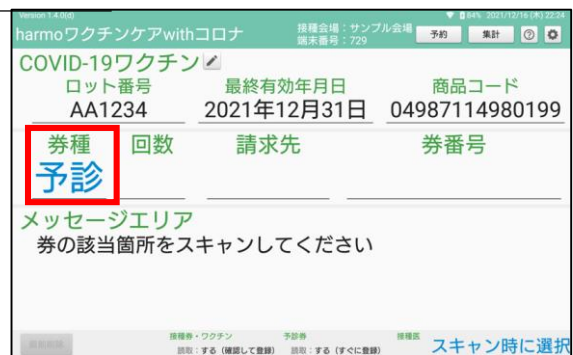 Version 1.4.0(d)
84% 2021/12/16(木) 22:24
harmoワクチンケアwithコロナ
接種会場：サンプル会場
端末番号：729
予約 集計
COVID-19ワクチン
ロット番号 最終有効年月日 商品コード
AA1234 2021年12月31日 04987114980199
券種 回数 請求先 券番号
予診
メッセージエリア
券の該当箇所をスキャンしてください
接種券・ワクチン 予診券 接種医
読取：する（確認して登録） 読取：する（すぐに登録） スキャン時に選択